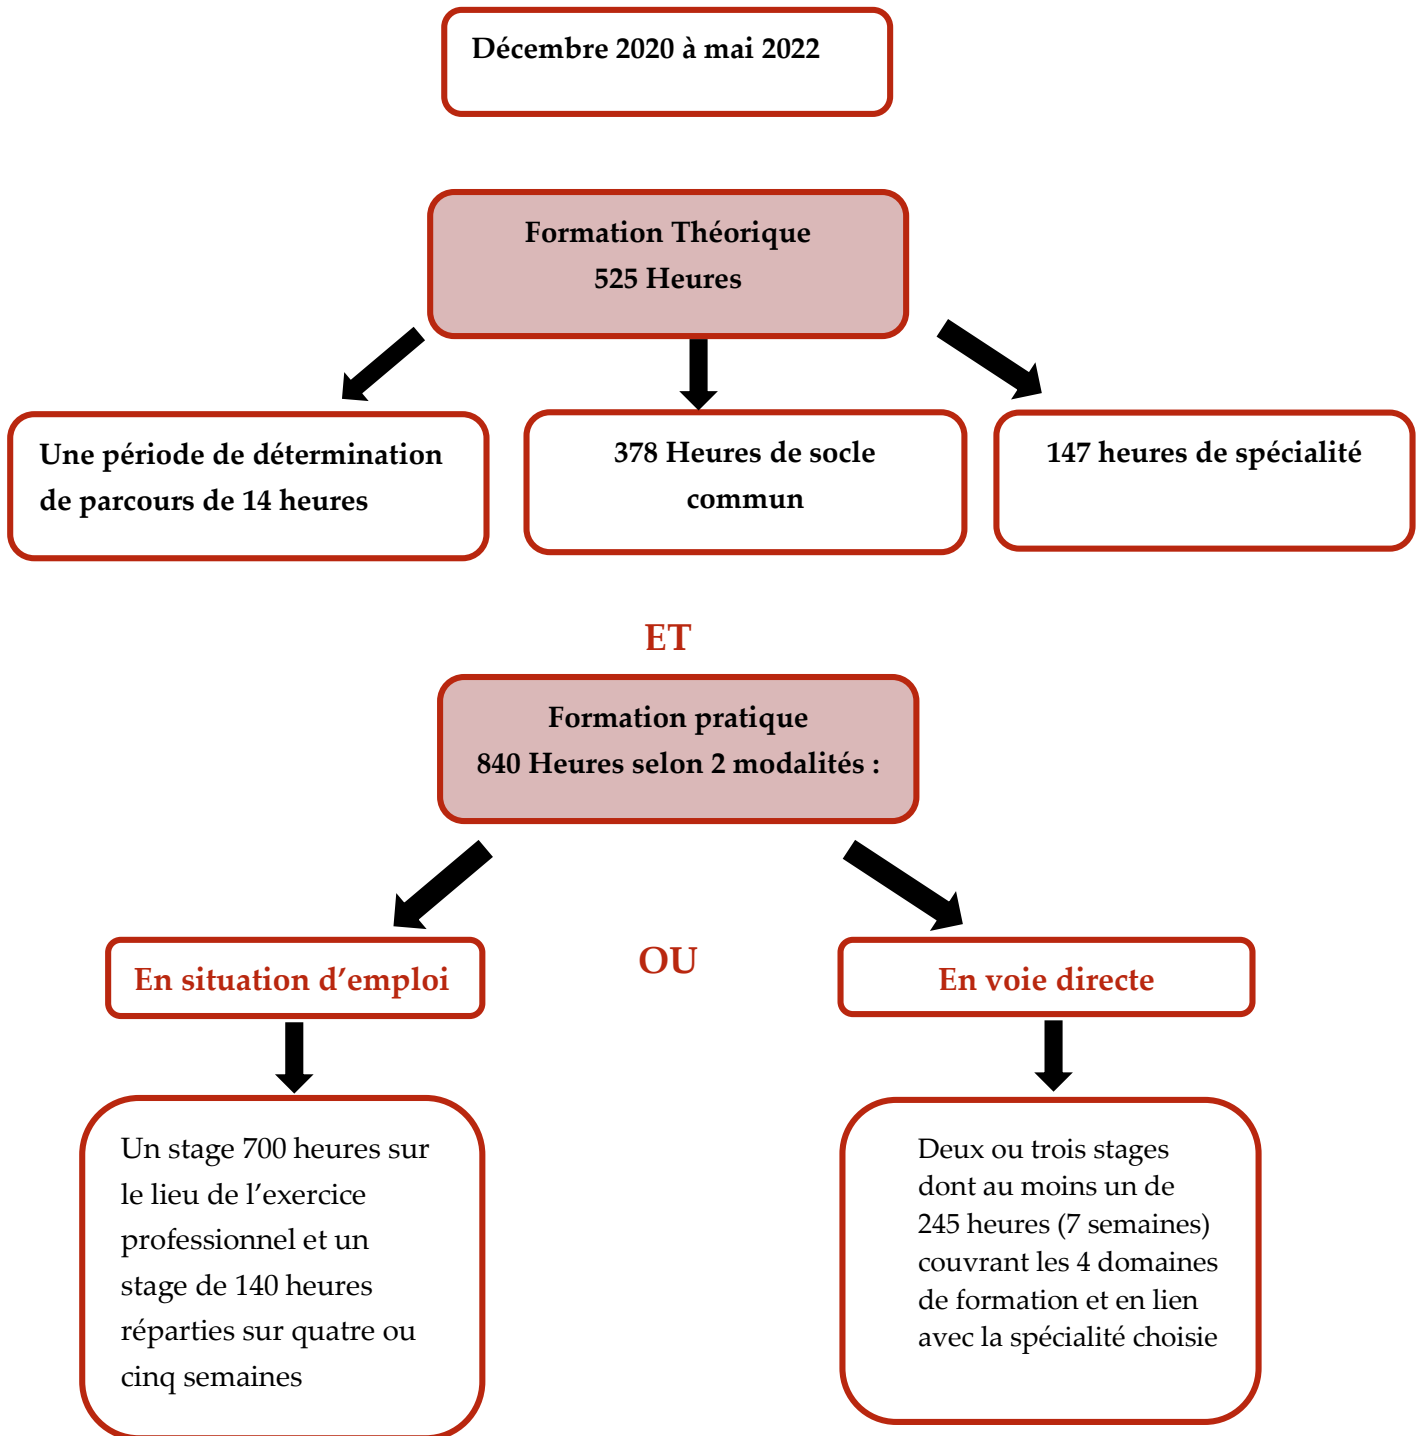 Décembre 2020 à mai 2022
Formation Théorique
525 Heures
Une période de détermination
de parcours de 14 heures
378 Heures de socle
commun
147 heures de spécialité
ET
Formation pratique
840 Heures selon 2 modalités :
En situation d’emploi
OU
En voie directe
Un stage 700 heures sur
le lieu de l’exercice
professionnel et un
stage de 140 heures
réparties sur quatre ou
cinq semaines
Deux ou trois stages
dont au moins un de
245 heures (7 semaines)
couvrant les 4 domaines
de formation et en lien
avec la spécialité choisie